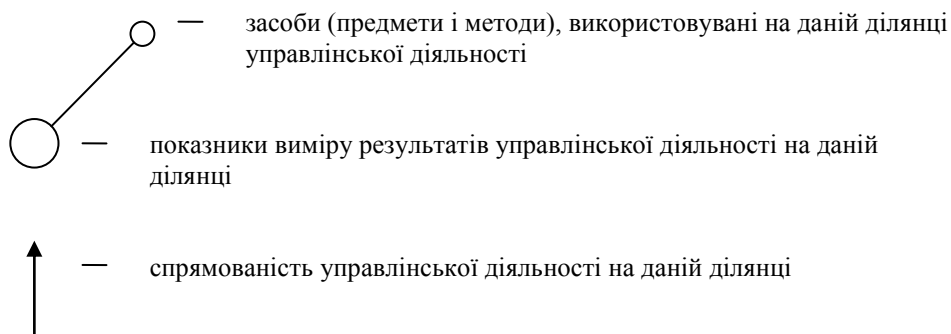 — засоби (предмети і методи), використовувані на даній ділянці
управлінської діяльності
— показники виміру результатів управлінської діяльності на даній
ділянці
— спрямованість управлінської діяльності на даній ділянці